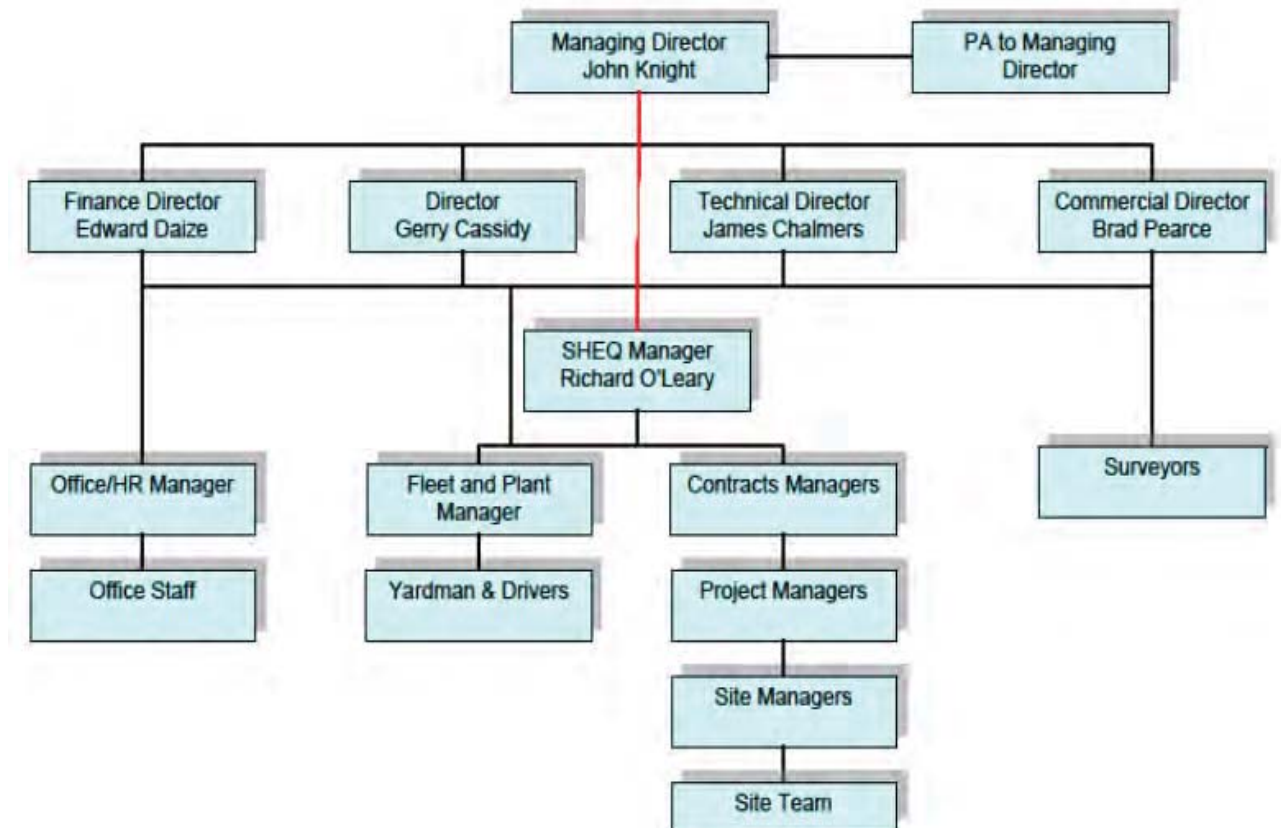 Managing Director
John Knight
PA to Managing
Director
Finance Director
Edward Daize
Director
Gerry Cassidy
Technical Director
James Chalmers
Commercial Director
Brad Pearce
SHEQ Manager
Richard O'Leary
Office/HR Manager
Fleet and Plant
Manager
Contracts Managers
Surveyors
Office Staff
Yardman & Drivers
Project Managers
Site Managers
Site Team